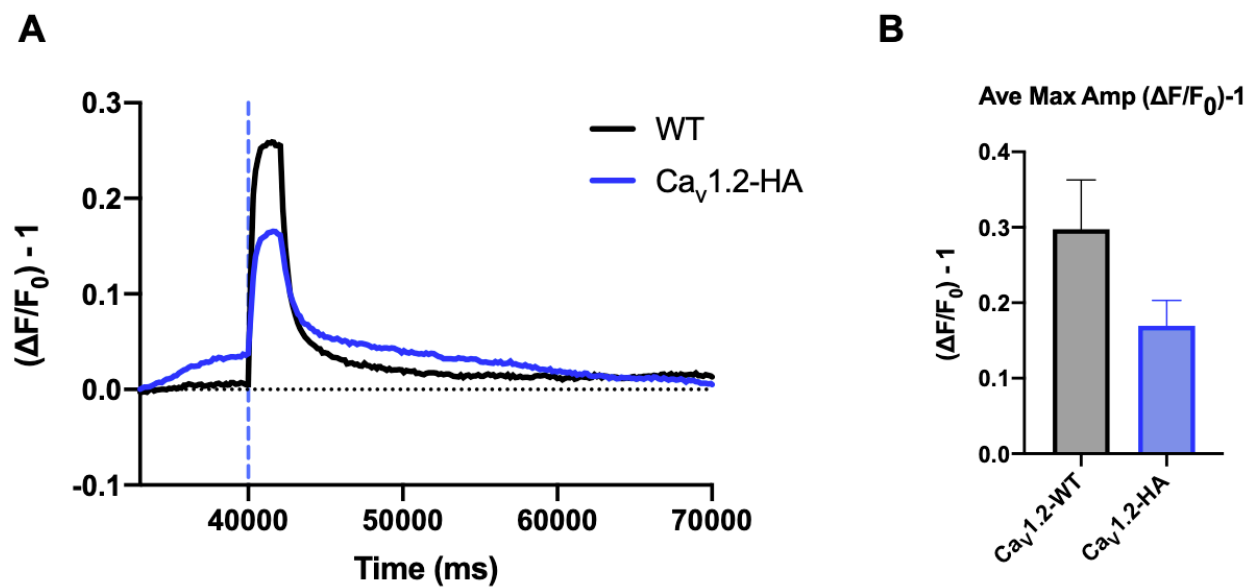 A
(ΔF/F₀) - 1
0.3
0.2
0.1
0.0
-0.1
40000 50000 60000 70000
Time (ms)
WT
Caᵥ1.2-HA
B
Ave Max Amp (ΔF/F₀)-1
(ΔF/F₀) - 1
0.4
0.3
0.2
0.1
0.0
Caᵥ1.2-WT
Caᵥ1.2-HA